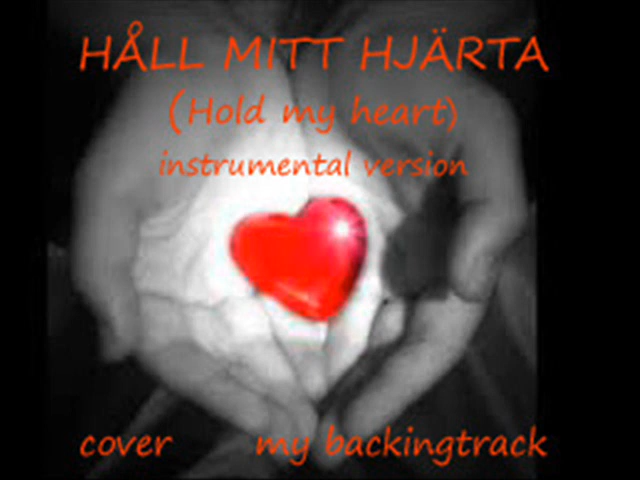 HÅLL MITT HJÄRTA
(Hold my heart)
instrumental version
cover my backingtrack